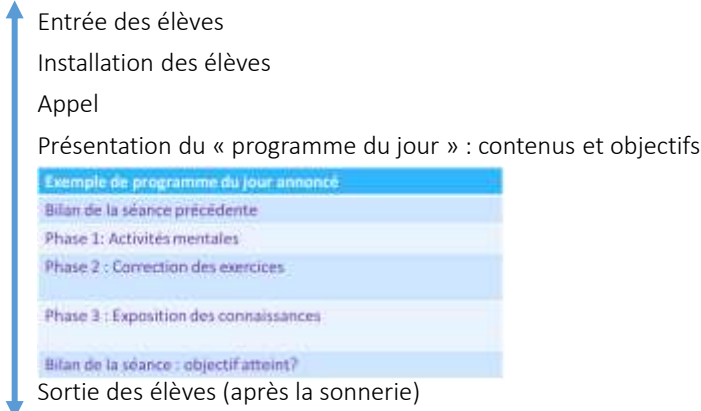 Entrée des élèves
Installation des élèves
Appel
Présentation du « programme du jour » : contenus et objectifs
Exemple de programme du jour annoncé
Bilan de la séance précédente
Phase 1: Activités mentales
Phase 2 : Correction des exercices
Phase 3 : Exposition des connaissances
Bilan de la séance : objectif atteint?
Sortie des élèves (après la sonnerie)